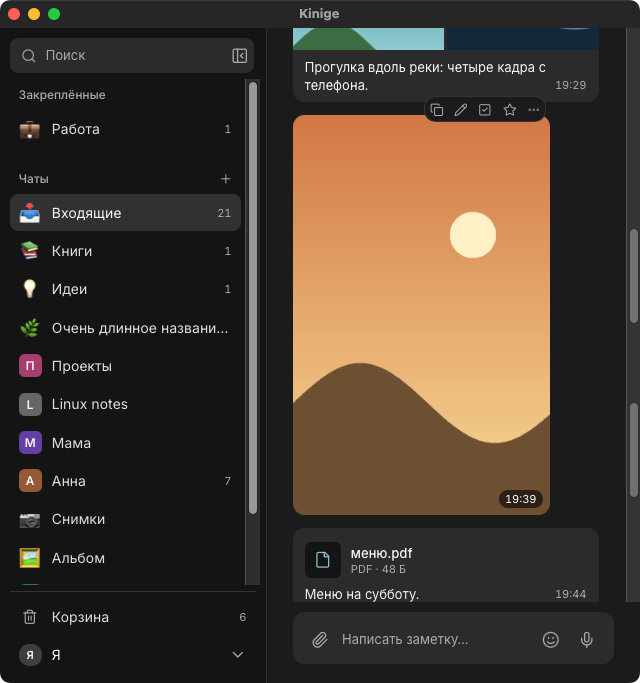 Kinige
Поиск
Закреплённые
Работа 1
Чаты
Входящие 21
Книги 1
Идеи 1
Очень длинное названи...
П Проекты
L Linux notes
М Мама
А Анна 7
Снимки
Альбом
Корзина 6
Я Я
Прогулка вдоль реки: четыре кадра с
телефона. 19:29
19:39
меню.pdf
PDF · 48 Б
Меню на субботу. 19:44
Написать заметку...